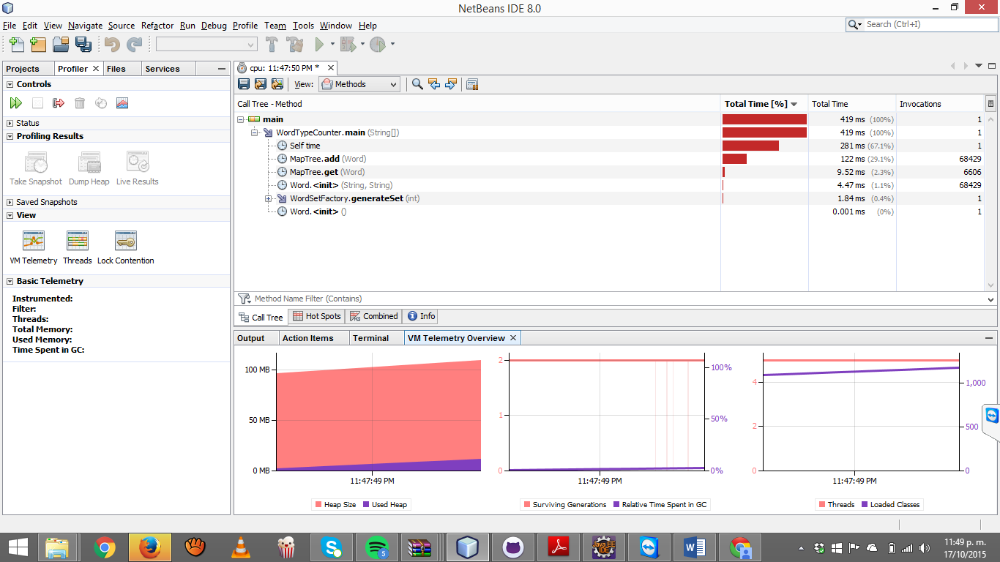 NetBeans IDE 8.0
File Edit View Navigate Source Refactor Run Debug Profile Team Tools Window Help
Search (Ctrl+I)
Projects Profiler Files Services
Controls
Status
Profiling Results
Take Snapshot Dump Heap Live Results
Saved Snapshots
View
VM Telemetry Threads Lock Contention
Basic Telemetry
Instrumented:
Filter:
Threads:
Total Memory:
Used Memory:
Time Spent in GC:
cpu: 11:47:50 PM *
View: Methods
Call Tree - Method Total Time [%] Total Time Invocations
main 419 ms (100%) 1
WordTypeCounter.main (String[]) 419 ms (100%) 1
Self time 281 ms (67.1%) 1
MapTree.add (Word) 122 ms (29.1%) 68429
MapTree.get (Word) 9.52 ms (2.3%) 6606
Word.<init> (String, String) 4.47 ms (1.1%) 68429
WordSetFactory.generateSet (int) 1.84 ms (0.4%) 1
Word.<init> () 0.001 ms (0%) 1
Method Name Filter (Contains)
Call Tree Hot Spots Combined Info
Output Action Items Terminal VM Telemetry Overview
100 MB
50 MB
0 MB
11:47:49 PM
Heap Size Used Heap
2 100%
1 50%
0 0%
11:47:49 PM
Surviving Generations Relative Time Spent in GC
4 1,000
2 500
0 0
11:47:49 PM
Threads Loaded Classes
5
Java EE
IDE
11:49 p. m.
17/10/2015